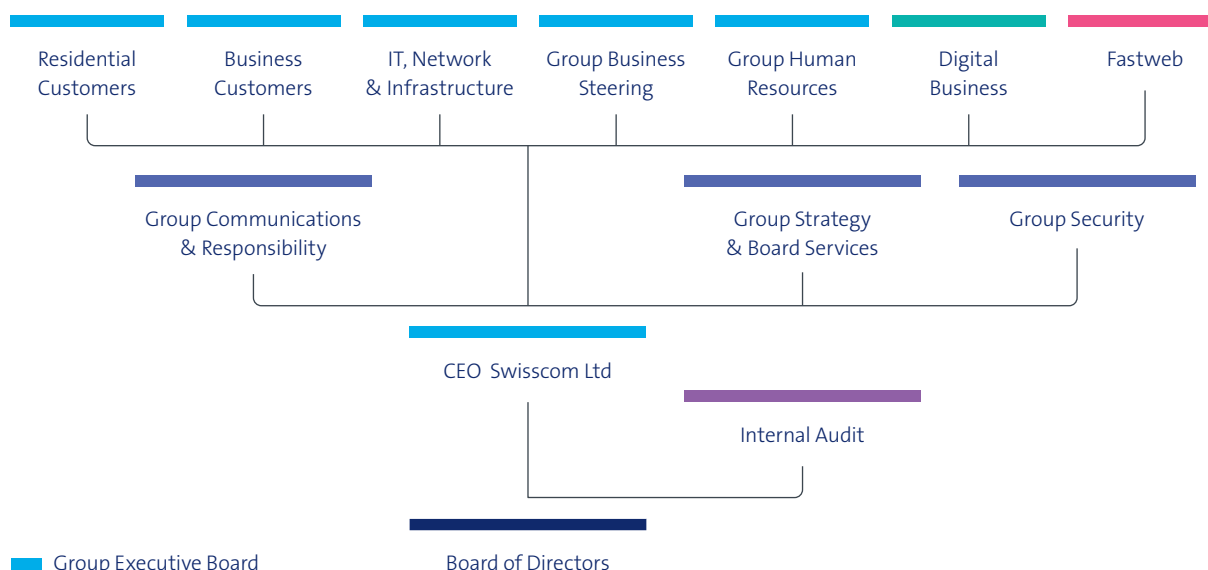 Residential
Customers
Business
Customers
IT, Network
& Infrastructure
Group Business
Steering
Group Human
Resources
Digital
Business
Fastweb
Group Communications
& Responsibility
Group Strategy
& Board Services
Group Security
CEO Swisscom Ltd
Internal Audit
Group Executive Board
Board of Directors